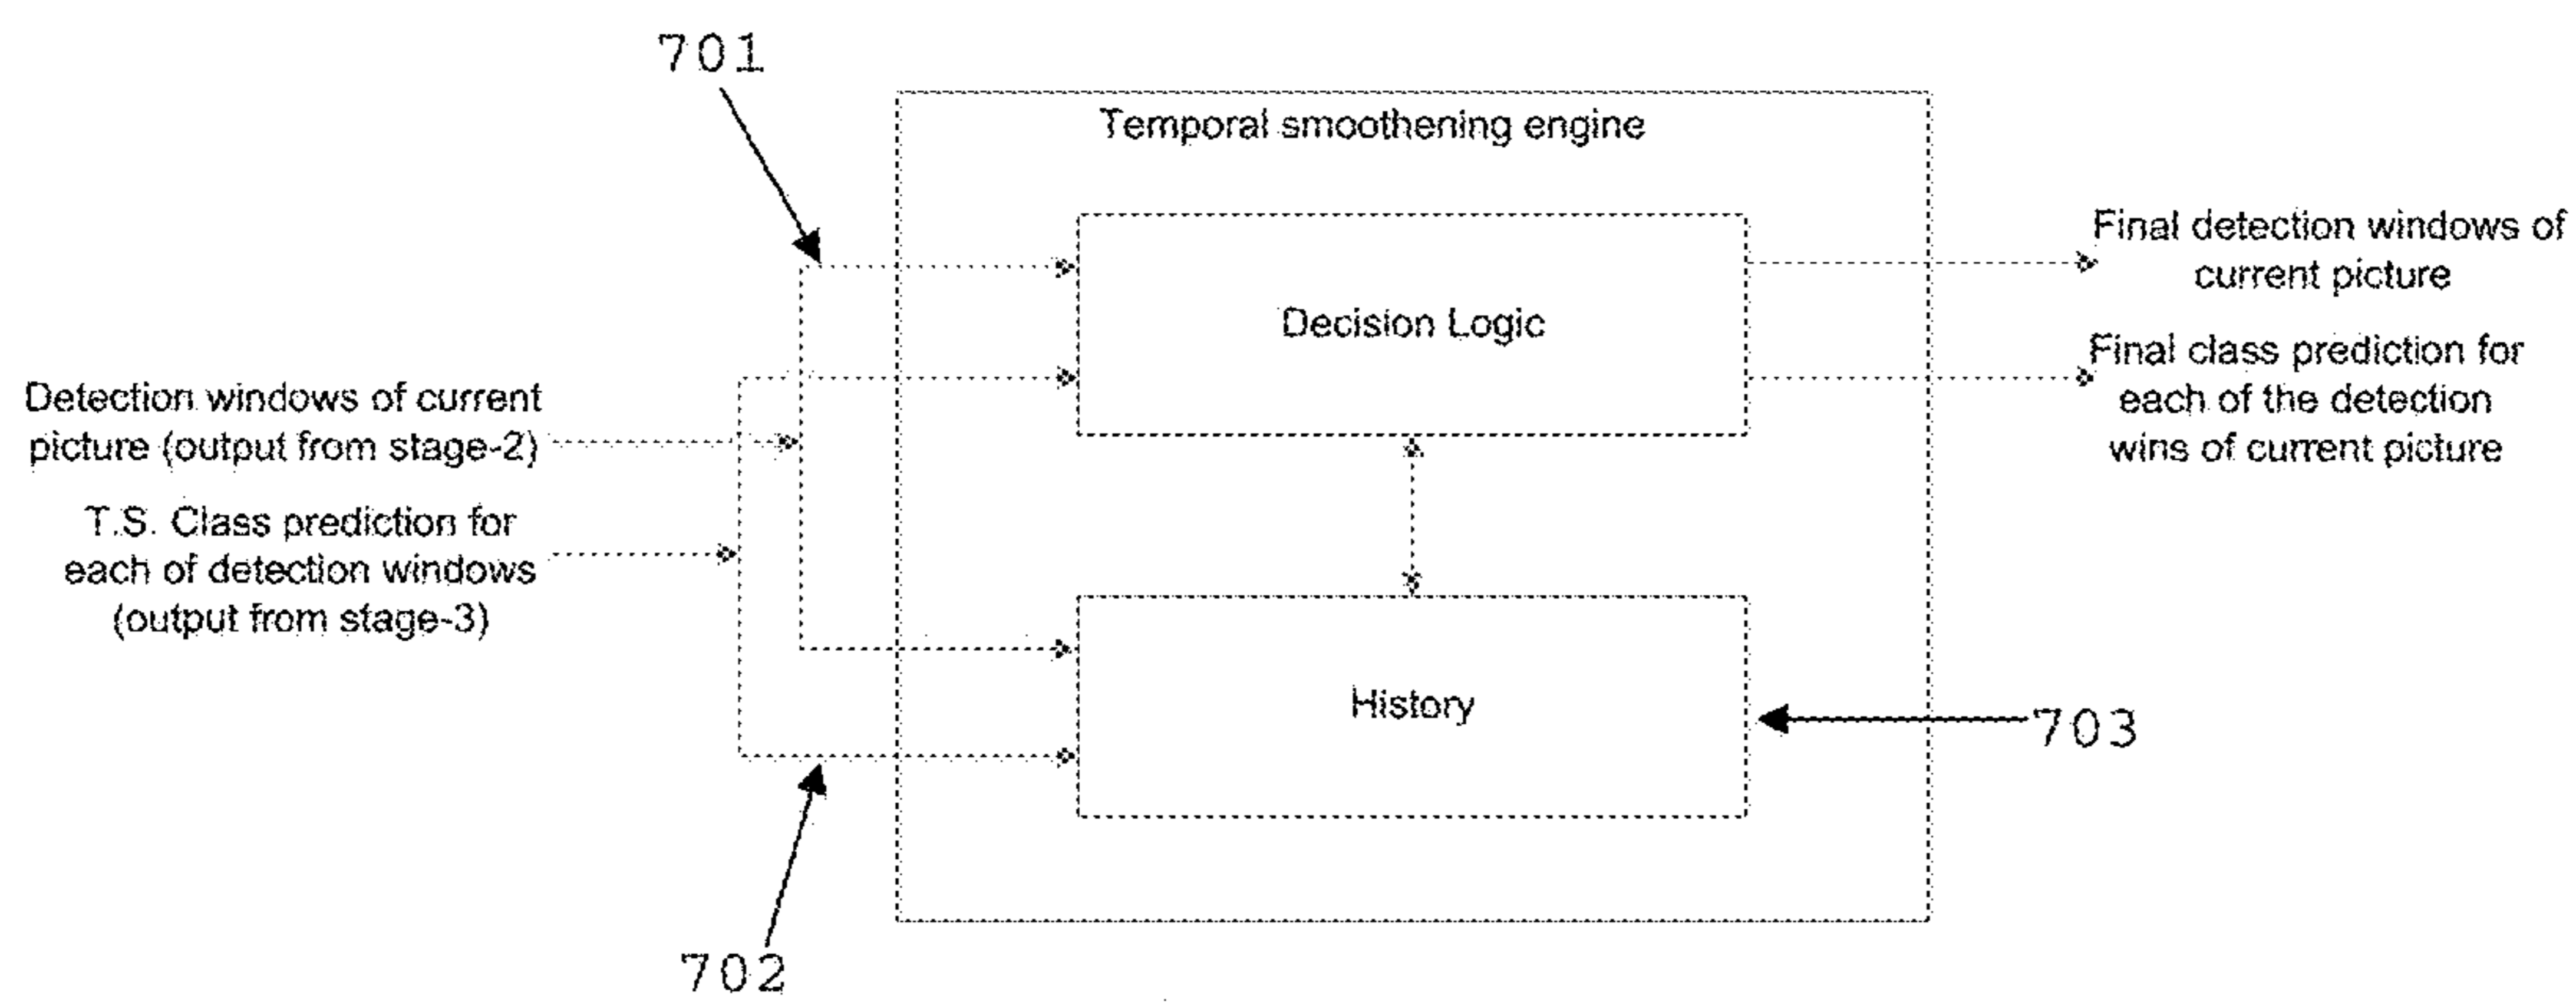 701
Temporal smoothening engine
Decision Logic
Final detection windows of
current picture
Final class prediction for
each of the detection
wins of current picture
Detection windows of current
picture (output from stage-2)
T.S. Class prediction for
each of detection windows
(output from stage-3)
History
703
702